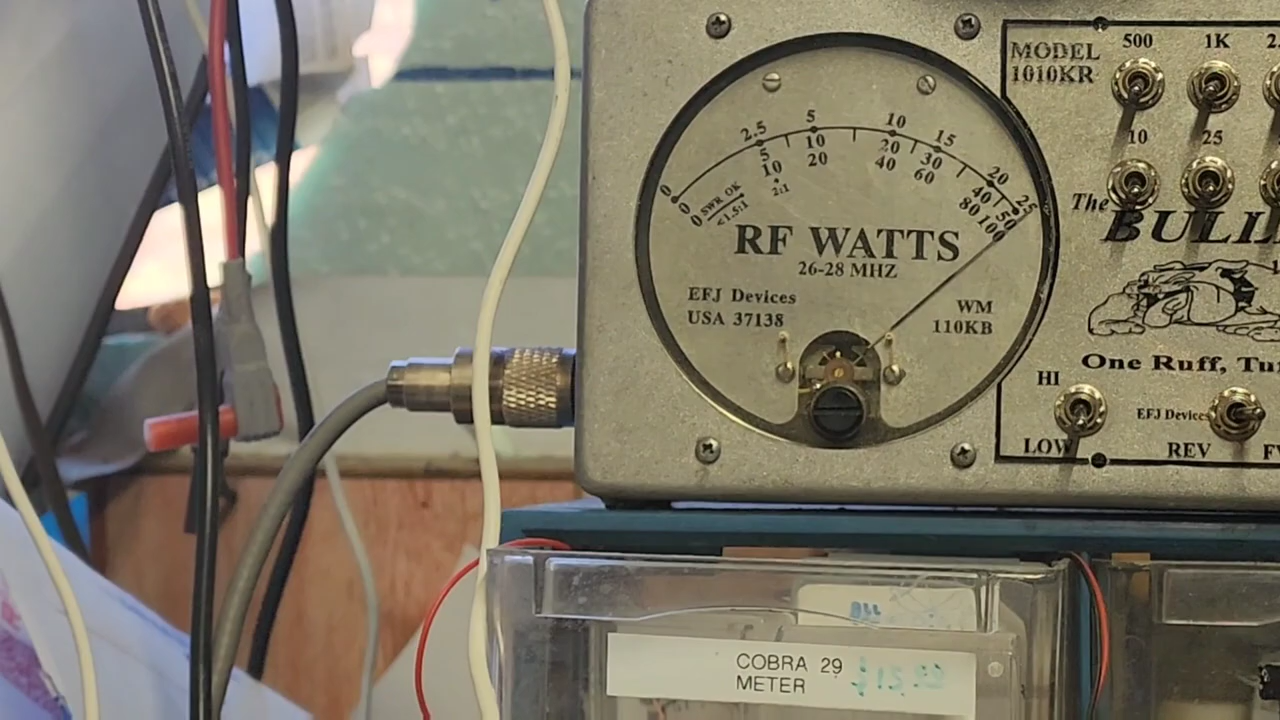 MODEL
1010KR
500 1K
10 25
2.5 5 10 15 20 25
5 10 20 30 40 50
10 20 40 60 80 100
0
0
0
SWR OK
<1.5:1
2:1
RF WATTS
26-28 MHZ
EFJ Devices
USA 37138
WM
110KB
The
One Ruff,
HI
LOW
EFJ Devices
REV
COBRA 29
METER